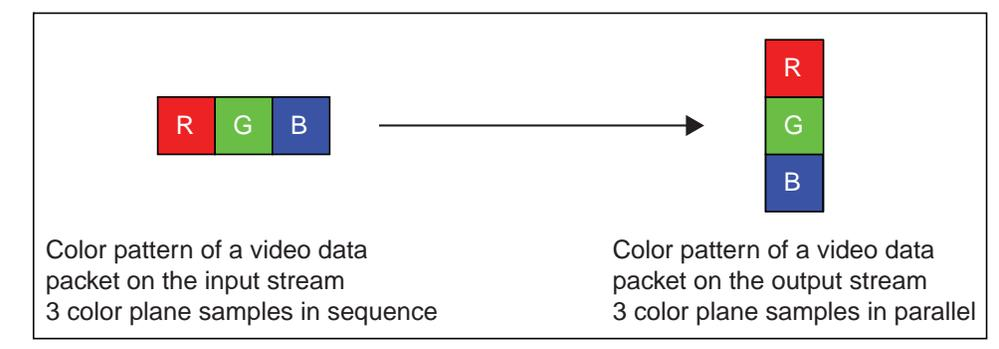 R G B
R
G
B
Color pattern of a video data
packet on the input stream
3 color plane samples in sequence
Color pattern of a video data
packet on the output stream
3 color plane samples in parallel